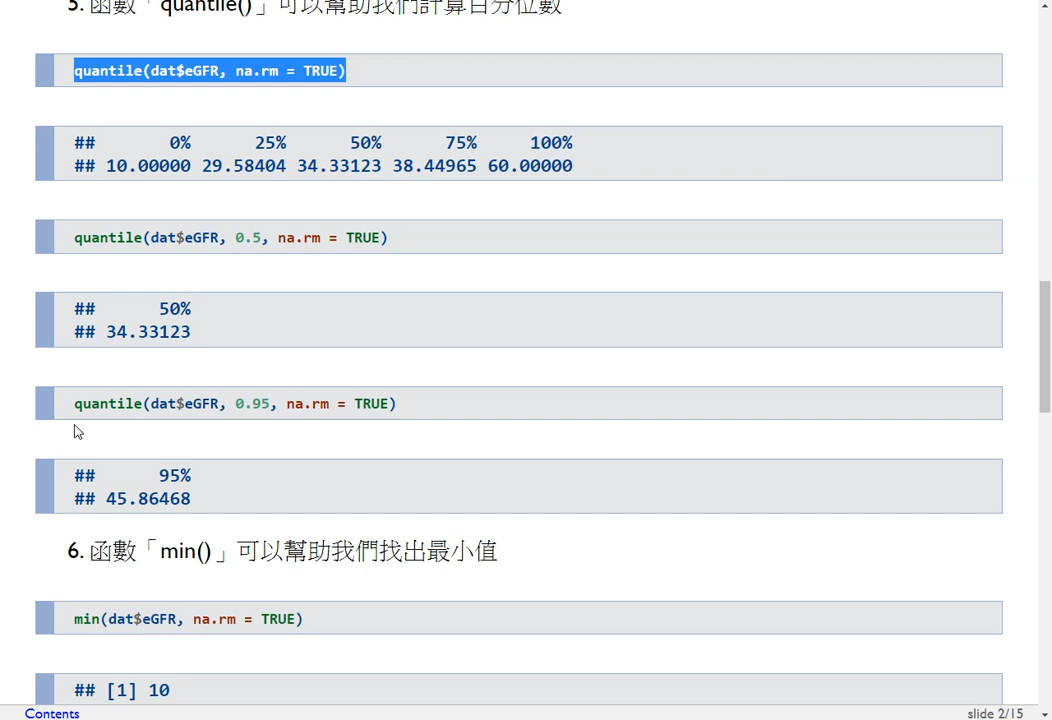 5. 函數「quantile()」可以幫助我們計算百分位數
quantile(dat$eGFR, na.rm = TRUE)
## 0% 25% 50% 75% 100%
## 10.00000 29.58404 34.33123 38.44965 60.00000
quantile(dat$eGFR, 0.5, na.rm = TRUE)
## 50%
## 34.33123
quantile(dat$eGFR, 0.95, na.rm = TRUE)
## 95%
## 45.86468
6. 函數「min()」可以幫助我們找出最小值
min(dat$eGFR, na.rm = TRUE)
## [1] 10
Contents slide 2/15